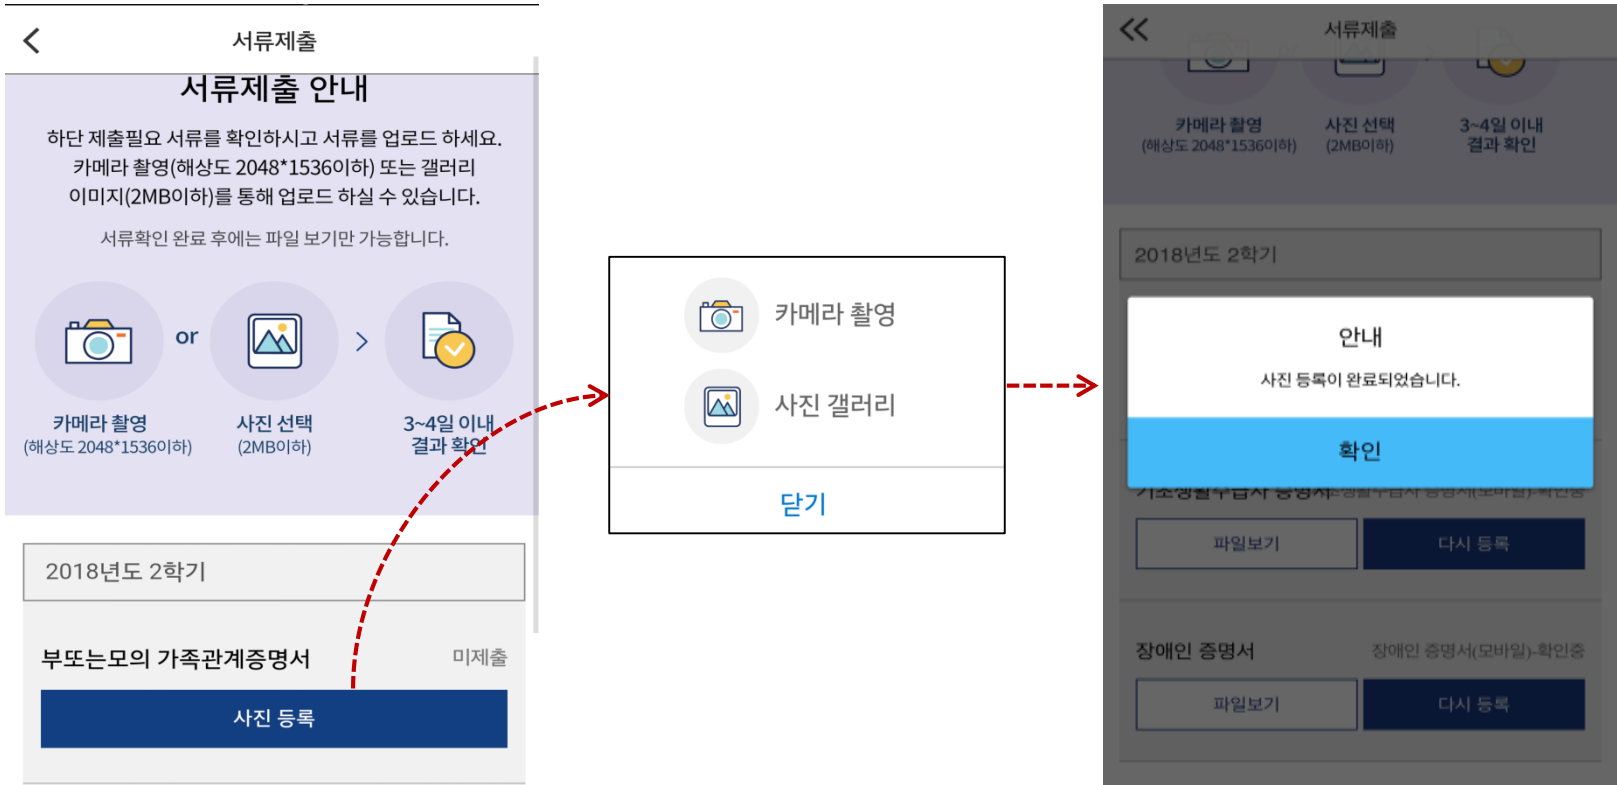 서류제출
서류제출 안내
하단 제출필요 서류를 확인하시고 서류를 업로드 하세요.
카메라 촬영(해상도 2048*1536이하) 또는 갤러리
이미지(2MB이하)를 통해 업로드 하실 수 있습니다.
서류확인 완료 후에는 파일 보기만 가능합니다.
or
카메라 촬영
(해상도 2048*1536이하)
사진 선택
(2MB이하)
3~4일 이내
결과 확인
2018년도 2학기
부또는모의 가족관계증명서
미제출
사진 등록
카메라 촬영
사진 갤러리
닫기
서류제출
카메라 촬영
(해상도 2048*1536이하)
사진 선택
(2MB이하)
3~4일 이내
결과 확인
2018년도 2학기
안내
사진 등록이 완료되었습니다.
확인
기초생활수급자 증명서
파일보기
다시 등록
장애인 증명서
장애인 증명서(모바일)-확인중
파일보기
다시 등록